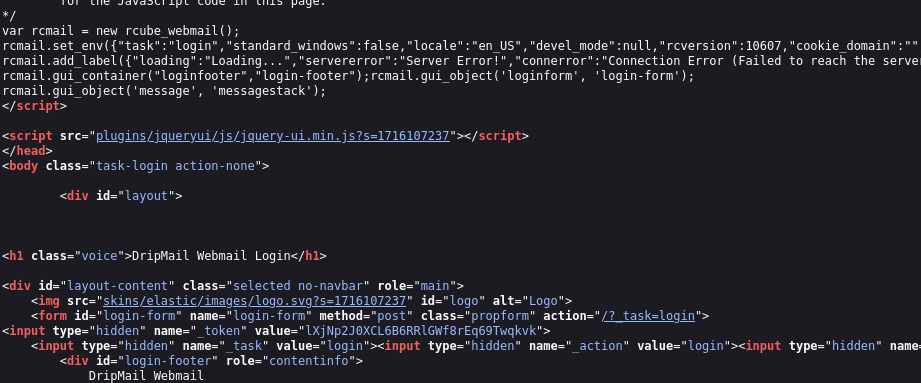 for the JavaScript code in this page.
*/
var rcmail = new rcube_webmail();
rcmail.set_env({"task":"login","standard_windows":false,"locale":"en_US","devel_mode":null,"rcversion":10607,"cookie_domain":""
rcmail.add_label({"loading":"Loading...","servererror":"Server Error!","connerror":"Connection Error (Failed to reach the serve
rcmail.gui_container("loginfooter","login-footer");rcmail.gui_object('loginform', 'login-form');
rcmail.gui_object('message', 'messagestack');
</script>
<script src="plugins/jqueryui/js/jquery-ui.min.js?s=1716107237"></script>
</head>
<body class="task-login action-none">
<div id="layout">
<h1 class="voice">DripMail Webmail Login</h1>
<div id="layout-content" class="selected no-navbar" role="main">
<img src="skins/elastic/images/logo.svg?s=1716107237" id="logo" alt="Logo">
<form id="login-form" name="login-form" method="post" class="propform" action="/?_task=login">
<input type="hidden" name="_token" value="lXjNp2J0XCL6B6RRlGWf8rEq69Twqkvk">
<input type="hidden" name="_task" value="login"><input type="hidden" name="_action" value="login"><input type="hidden" name=
<div id="login-footer" role="contentinfo">
DripMail Webmail